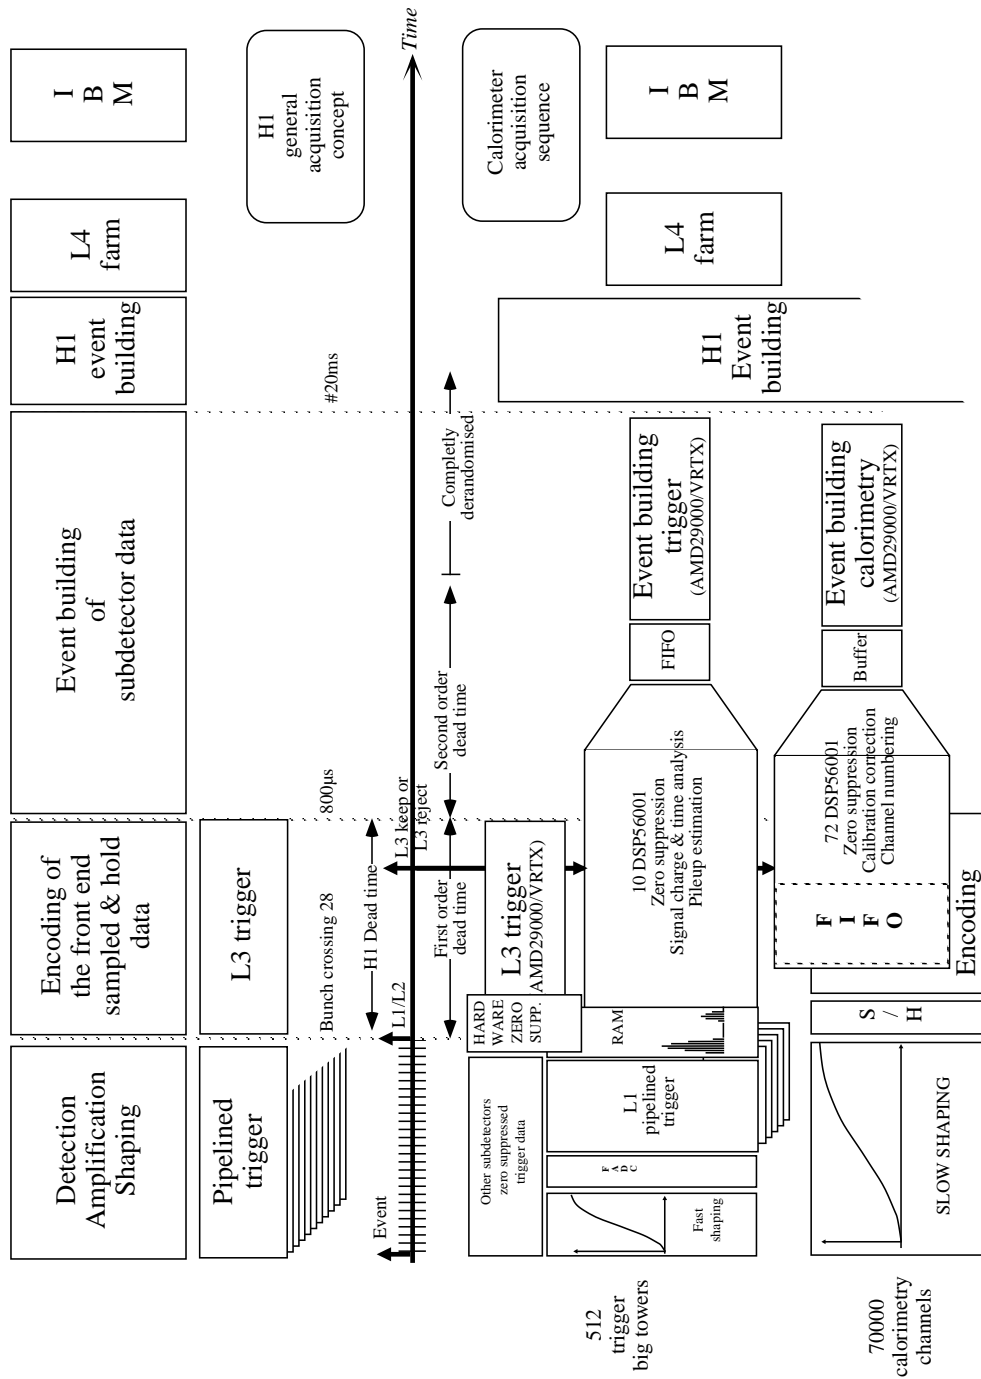 Detection
Amplification
Shaping
Encoding of
the front end
sampled & hold
data
Event building
of
subdetector data
H1
event
building
L4
farm
I
B
M
Pipelined
trigger
L3 trigger
Bunch crossing 28
800µs
#20ms
H1
general
acquisition
concept
Event
L1/L2
H1 Dead time
L3 keep or
L3 reject
Time
First order
dead time
Second order
dead time
Completly
derandomised
Calorimeter
acquisition
sequence
Other subdetectors
zero suppressed
trigger data
HARD
WARE
ZERO
SUPP.
L3 trigger
(AMD29000/VRTX)
512
trigger
big towers
Fast
shaping
F
A
D
C
L1
pipelined
trigger
RAM
10 DSP56001
Zero suppression
Signal charge & time analysis
Pileup estimation
FIFO
Event building
trigger
(AMD29000/VRTX)
H1
Event
building
L4
farm
I
B
M
70000
calorimetry
channels
SLOW SHAPING
S
/
H
Encoding
F
I
F
O
72 DSP56001
Zero suppression
Calibration correction
Channel numbering
Buffer
Event building
calorimetry
(AMD29000/VRTX)